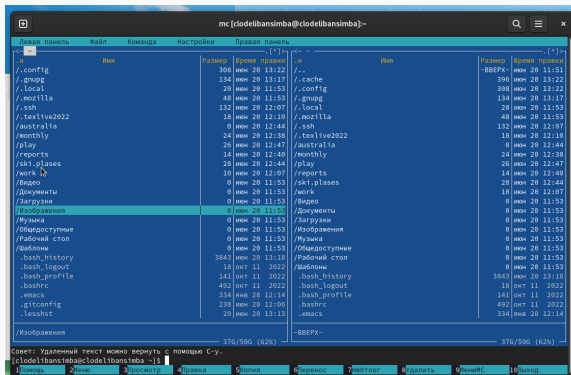 mc [clodelibansimba@clodelibansimba]:~
Левая панель Файл Команда Настройки Правая панель
<- ~ .[^]> <- ~ .[^]>
.и Имя Размер Время правки .и Имя Размер Время правки
/.config 308 июн 20 13:22 /.. -ВВЕРХ- июн 20 11:51
/.gnupg 134 июн 20 13:17 /.cache 396 июн 20 13:22
/.local 20 июн 20 11:53 /.config 308 июн 20 13:22
/.mozilla 48 июн 20 11:53 /.gnupg 134 июн 20 13:17
/.ssh 132 июн 20 12:07 /.local 20 июн 20 11:53
/.texlive2022 18 июн 20 12:10 /.mozilla 48 июн 20 11:53
/australia 0 июн 20 12:44 /.ssh 132 июн 20 12:07
/monthly 24 июн 20 12:38 /.texlive2022 18 июн 20 12:10
/play 26 июн 20 12:47 /australia 0 июн 20 12:44
/reports 14 июн 20 12:40 /monthly 24 июн 20 12:38
/ski.plases 28 июн 20 12:44 /play 26 июн 20 12:47
/work 10 июн 20 12:07 /reports 14 июн 20 12:40
/Видео 0 июн 20 11:53 /ski.plases 28 июн 20 12:44
/Документы 0 июн 20 11:53 /work 10 июн 20 12:07
/Загрузки 0 июн 20 11:53 /Видео 0 июн 20 11:53
/Изображения 0 июн 20 11:53 /Документы 0 июн 20 11:53
/Музыка 0 июн 20 11:53 /Загрузки 0 июн 20 11:53
/Общедоступные 0 июн 20 11:53 /Изображения 0 июн 20 11:53
/Рабочий стол 0 июн 20 11:53 /Музыка 0 июн 20 11:53
/Шаблоны 0 июн 20 11:53 /Общедоступные 0 июн 20 11:53
.bash_history 3843 июн 20 13:18 /Рабочий стол 0 июн 20 11:53
.bash_logout 18 окт 11 2022 /Шаблоны 0 июн 20 11:53
.bash_profile 141 окт 11 2022 .bash_history 3843 июн 20 13:18
.bashrc 492 окт 11 2022 .bash_logout 18 окт 11 2022
.emacs 334 янв 28 12:14 .bash_profile 141 окт 11 2022
.gitconfig 238 июн 20 12:06 .bashrc 492 окт 11 2022
.lesshst 20 июн 20 13:13 .emacs 334 янв 28 12:14
/Изображения -ВВЕРХ-
37G/59G (62%) 37G/59G (62%)
Совет: Удаленный текст можно вернуть с помощью C-y.
[clodelibansimba@clodelibansimba ~]$
1Помощь 2Меню 3Просмотр 4Правка 5Копия 6Перенос 7НвКтлог 8Удалить 9МенюMC 10Выход